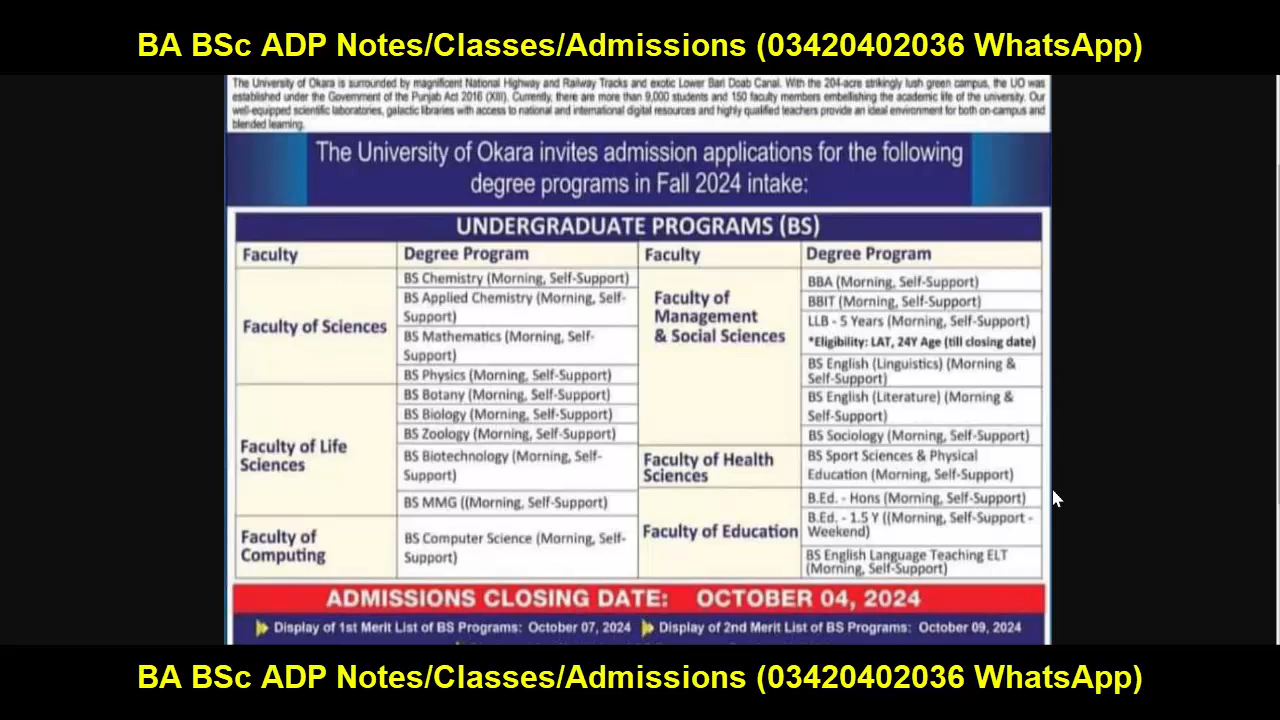 BA BSc ADP Notes/Classes/Admissions (03420402036 WhatsApp)
The University of Okara is surrounded by magnificent National Highway and Railway Tracks and exotic Lower Bari Doab Canal. With the 204-acre strikingly lush green campus, the UO was
established under the Government of the Punjab Act 2016 (XIII). Currently, there are more than 9,000 students and 150 faculty members embellishing the academic life of the university. Our
well-equipped scientific laboratories, galactic libraries with access to national and international digital resources and highly qualified teachers provide an ideal environment for both on-campus and
blended learning.
The University of Okara invites admission applications for the following
degree programs in Fall 2024 intake:
UNDERGRADUATE PROGRAMS (BS)
Faculty
Degree Program
Faculty of Sciences
BS Chemistry (Morning, Self-Support)
BS Applied Chemistry (Morning, Self-
Support)
BS Mathematics (Morning, Self-
Support)
BS Physics (Morning, Self-Support)
Faculty of Life
Sciences
BS Botany (Morning, Self-Support)
BS Biology (Morning, Self-Support)
BS Zoology (Morning, Self-Support)
BS Biotechnology (Morning, Self-
Support)
BS MMG ((Morning, Self-Support)
Faculty of
Computing
BS Computer Science (Morning, Self-
Support)
Faculty
Degree Program
Faculty of
Management
& Social Sciences
BBA (Morning, Self-Support)
BBIT (Morning, Self-Support)
LLB - 5 Years (Morning, Self-Support)
*Eligibility: LAT, 24Y Age (till closing date)
BS English (Linguistics) (Morning &
Self-Support)
BS English (Literature) (Morning &
Self-Support)
BS Sociology (Morning, Self-Support)
Faculty of Health
Sciences
BS Sport Sciences & Physical
Education (Morning, Self-Support)
Faculty of Education
B.Ed. - Hons (Morning, Self-Support)
B.Ed. - 1.5 Y ((Morning, Self-Support -
Weekend)
BS English Language Teaching ELT
(Morning, Self-Support)
ADMISSIONS CLOSING DATE: OCTOBER 04, 2024
Display of 1st Merit List of BS Programs: October 07, 2024
Display of 2nd Merit List of BS Programs: October 09, 2024
BA BSc ADP Notes/Classes/Admissions (03420402036 WhatsApp)